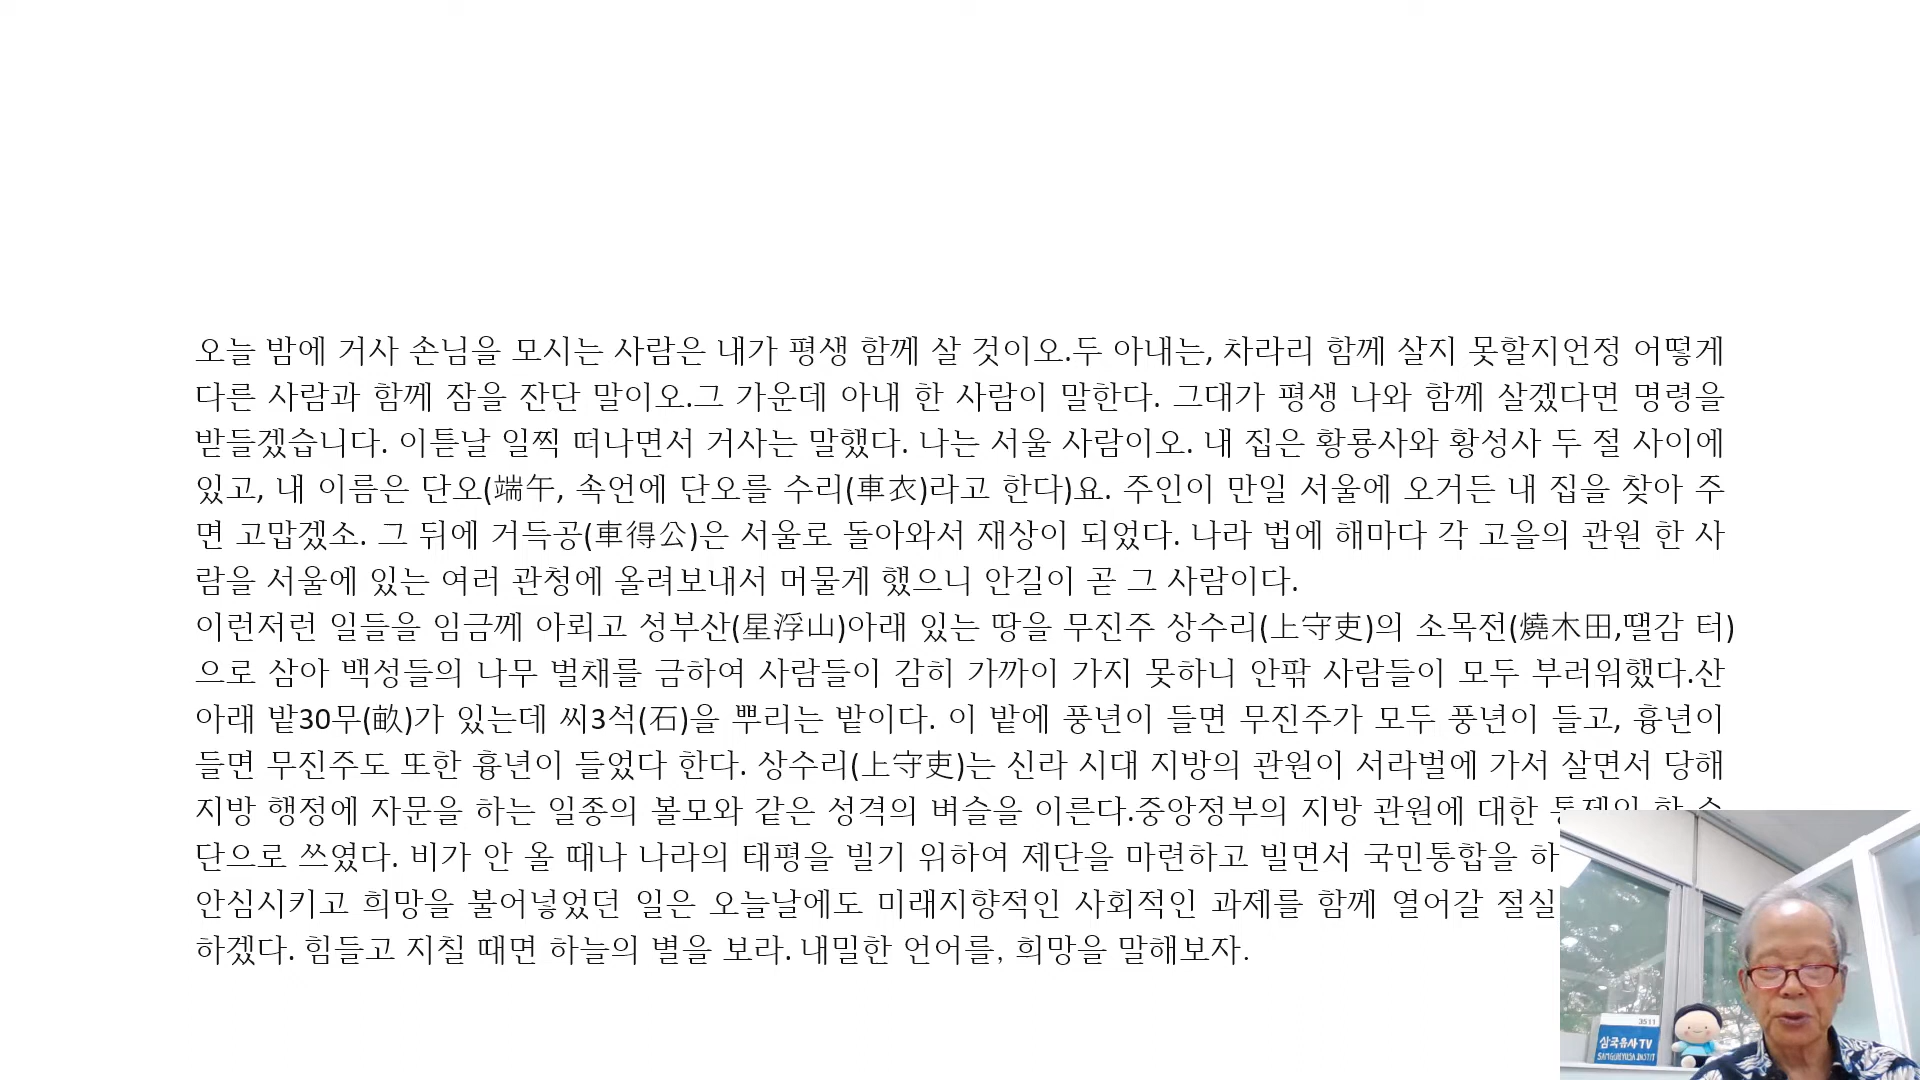 오늘 밤에 거사 손님을 모시는 사람은 내가 평생 함께 살 것이오.두 아내는, 차라리 함께 살지 못할지언정 어떻게
다른 사람과 함께 잠을 잔단 말이오.그 가운데 아내 한 사람이 말한다. 그대가 평생 나와 함께 살겠다면 명령을
받들겠습니다. 이튿날 일찍 떠나면서 거사는 말했다. 나는 서울 사람이오. 내 집은 황룡사와 황성사 두 절 사이에
있고, 내 이름은 단오(端午, 속언에 단오를 수리(車衣)라고 한다)요. 주인이 만일 서울에 오거든 내 집을 찾아 주
면 고맙겠소. 그 뒤에 거득공(車得公)은 서울로 돌아와서 재상이 되었다. 나라 법에 해마다 각 고을의 관원 한 사
람을 서울에 있는 여러 관청에 올려보내서 머물게 했으니 안길이 곧 그 사람이다.
이런저런 일들을 임금께 아뢰고 성부산(星浮山)아래 있는 땅을 무진주 상수리(上守吏)의 소목전(燒木田,땔감 터)
으로 삼아 백성들의 나무 벌채를 금하여 사람들이 감히 가까이 가지 못하니 안팎 사람들이 모두 부러워했다.산
아래 밭30무(畝)가 있는데 씨3석(石)을 뿌리는 밭이다. 이 밭에 풍년이 들면 무진주가 모두 풍년이 들고, 흉년이
들면 무진주도 또한 흉년이 들었다 한다. 상수리(上守吏)는 신라 시대 지방의 관원이 서라벌에 가서 살면서 당해
지방 행정에 자문을 하는 일종의 볼모와 같은 성격의 벼슬을 이른다.중앙정부의 지방 관원에 대한 통제의 한 수
단으로 쓰였다. 비가 안 올 때나 나라의 태평을 빌기 위하여 제단을 마련하고 빌면서 국민통합을 하
안심시키고 희망을 불어넣었던 일은 오늘날에도 미래지향적인 사회적인 과제를 함께 열어갈 절실
하겠다. 힘들고 지칠 때면 하늘의 별을 보라. 내밀한 언어를, 희망을 말해보자.
3511
삼국유사TV